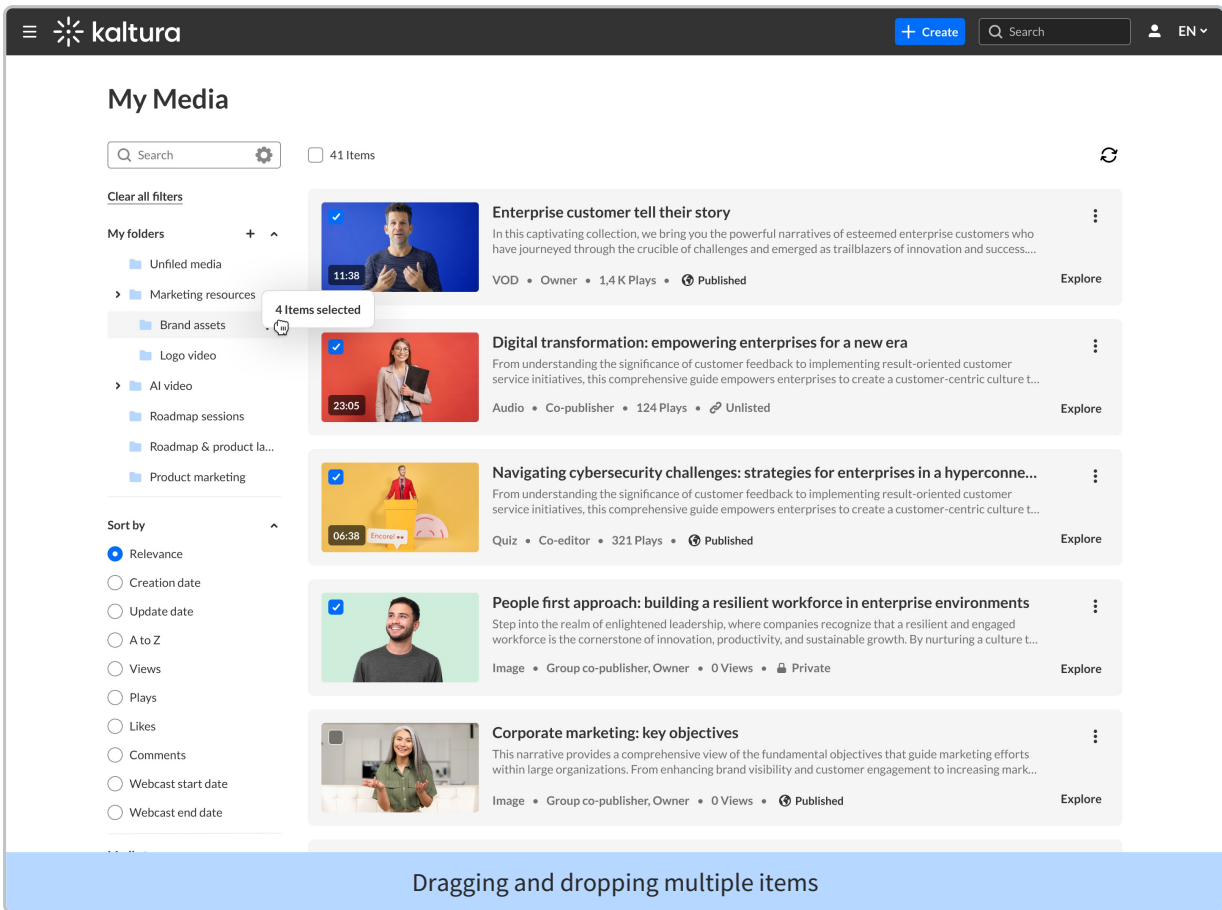 kaltura
+ Create
Search
EN
My Media
Search
41 Items
Clear all filters
My folders
Unfiled media
Marketing resources
4 Items selected
Brand assets
Logo video
AI video
Roadmap sessions
Roadmap & product la...
Product marketing
Sort by
Relevance
Creation date
Update date
A to Z
Views
Plays
Likes
Comments
Webcast start date
Webcast end date
Enterprise customer tell their story
In this captivating collection, we bring you the powerful narratives of esteemed enterprise customers who
have journeyed through the crucible of challenges and emerged as trailblazers of innovation and success....
11:38
VOD • Owner • 1,4 K Plays • Published
Explore
Digital transformation: empowering enterprises for a new era
From understanding the significance of customer feedback to implementing result-oriented customer
service initiatives, this comprehensive guide empowers enterprises to create a customer-centric culture t...
23:05
Audio • Co-publisher • 124 Plays • Unlisted
Explore
Navigating cybersecurity challenges: strategies for enterprises in a hyperconne...
From understanding the significance of customer feedback to implementing result-oriented customer
service initiatives, this comprehensive guide empowers enterprises to create a customer-centric culture t...
06:38
Encore!
Quiz • Co-editor • 321 Plays • Published
Explore
People first approach: building a resilient workforce in enterprise environments
Step into the realm of enlightened leadership, where companies recognize that a resilient and engaged
workforce is the cornerstone of innovation, productivity, and sustainable growth. By nurturing a culture t...
Image • Group co-publisher, Owner • 0 Views • Private
Explore
Corporate marketing: key objectives
This narrative provides a comprehensive view of the fundamental objectives that guide marketing efforts
within large organizations. From enhancing brand visibility and customer engagement to increasing mark...
Image • Group co-publisher, Owner • 0 Views • Published
Explore
Dragging and dropping multiple items